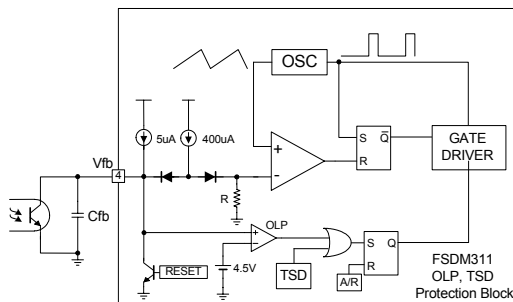 OSC
5uA
400uA
Vfb
4
S
Q
R
GATE
DRIVER
+
-
R
Cfb
OLP
+
-
RESET
4.5V
TSD
S
Q
R
A/R
FSDM311
OLP, TSD
Protection Block